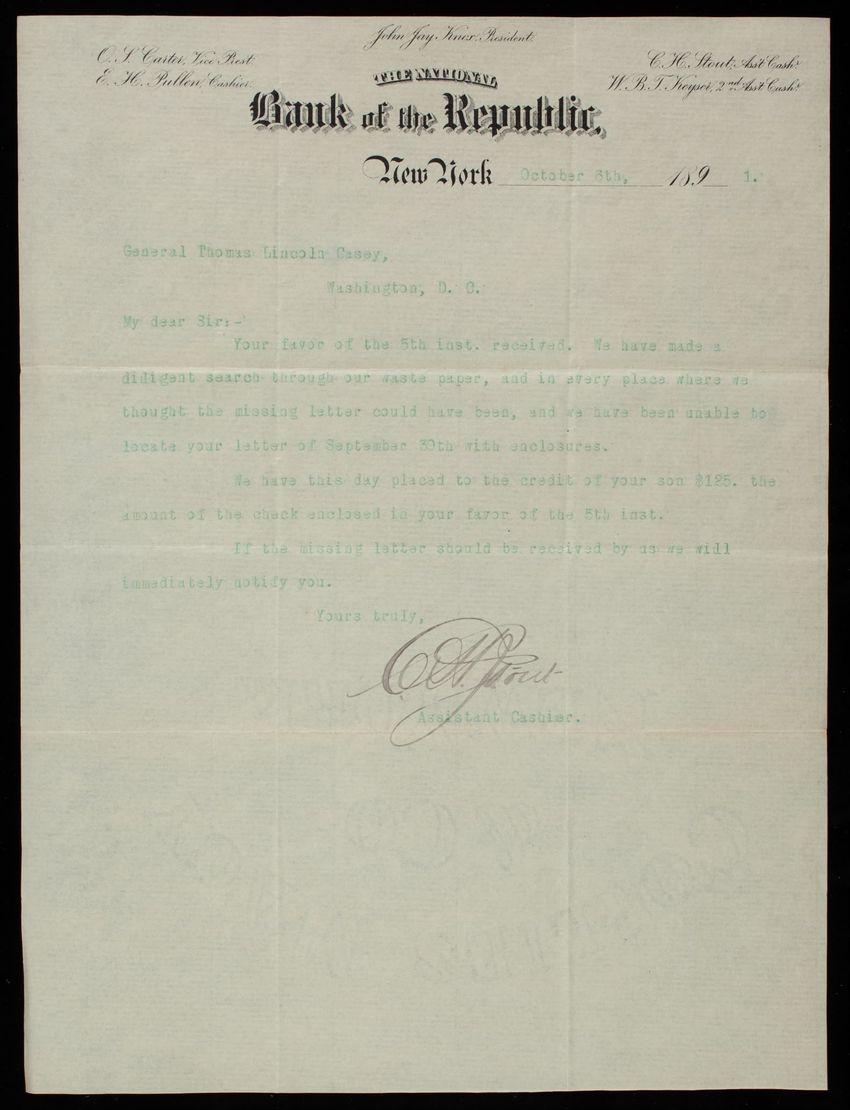 John Jay Knox, President.
O. S. Carter, Vice Prest.
E. H. Pullen, Cashier.
C. H. Stout, Ass't Cash'r
W. B. T. Keyser, 2nd Ass't Cash'r
THE NATIONAL
Bank of the Republic,
New York October 6th, 189 1.
General Thomas Lincoln Casey,
Washington, D. C.
My dear Sir:-
Your favor of the 5th inst. received. We have made a
diligent search through our waste paper, and in every place where we
thought the missing letter could have been, and we have been unable to
locate your letter of September 30th with enclosures.
We have this day placed to the credit of your son $125. the
amount of the check enclosed in your favor of the 5th inst.
If the missing letter should be received by us we will
immediately notify you.
Yours truly,
C. H. Stout
Assistant Cashier.